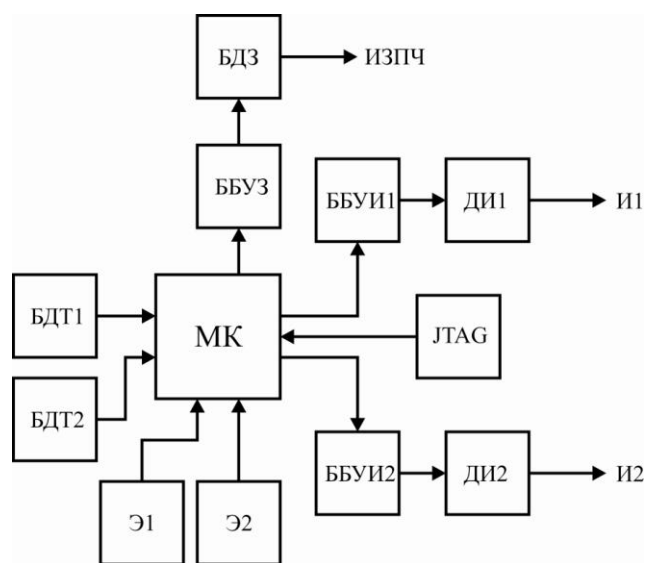 БДЗ
ИЗПЧ
ББУЗ
ББУИ1
ДИ1
И1
БДТ1
МК
JTAG
БДТ2
ББУИ2
ДИ2
И2
Э1
Э2